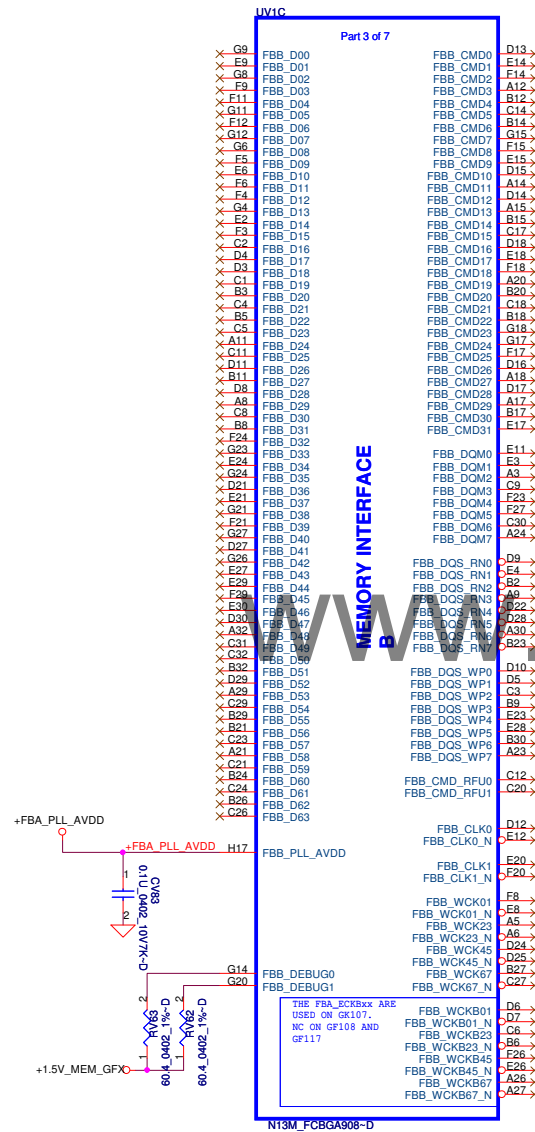 UV1C
Part 3 of 7
G9 FBB_D00 FBB_CMD0 D13
E9 FBB_D01 FBB_CMD1 E14
G8 FBB_D02 FBB_CMD2 F14
F9 FBB_D03 FBB_CMD3 A12
F11 FBB_D04 FBB_CMD4 B12
G11 FBB_D05 FBB_CMD5 C14
F12 FBB_D06 FBB_CMD6 B14
G12 FBB_D07 FBB_CMD7 G15
G6 FBB_D08 FBB_CMD8 F15
F5 FBB_D09 FBB_CMD9 E15
E6 FBB_D10 FBB_CMD10 D15
F6 FBB_D11 FBB_CMD11 A14
F4 FBB_D12 FBB_CMD12 D14
G4 FBB_D13 FBB_CMD13 A15
E2 FBB_D14 FBB_CMD14 B15
F3 FBB_D15 FBB_CMD15 C17
C2 FBB_D16 FBB_CMD16 D18
D4 FBB_D17 FBB_CMD17 E18
D3 FBB_D18 FBB_CMD18 F18
C1 FBB_D19 FBB_CMD19 A20
B3 FBB_D20 FBB_CMD20 B20
C4 FBB_D21 FBB_CMD21 C18
B5 FBB_D22 FBB_CMD22 B18
C5 FBB_D23 FBB_CMD23 G18
A11 FBB_D24 FBB_CMD24 G17
C11 FBB_D25 FBB_CMD25 F17
D11 FBB_D26 FBB_CMD26 D16
B11 FBB_D27 FBB_CMD27 A18
D8 FBB_D28 FBB_CMD28 D17
A8 FBB_D29 FBB_CMD29 A17
C8 FBB_D30 FBB_CMD30 B17
B8 FBB_D31 FBB_CMD31 E17
F24 FBB_D32
G23 FBB_D33 FBB_DQM0 E11
E24 FBB_D34 FBB_DQM1 E3
G24 FBB_D35 FBB_DQM2 A3
D21 FBB_D36 FBB_DQM3 C9
E21 FBB_D37 FBB_DQM4 F23
G21 FBB_D38 FBB_DQM5 F27
F21 FBB_D39 FBB_DQM6 C30
G27 FBB_D40 FBB_DQM7 A24
D27 FBB_D41
G26 FBB_D42 FBB_DQS_RN0 D9
E27 FBB_D43 FBB_DQS_RN1 E4
E29 FBB_D44 FBB_DQS_RN2 B2
F29 FBB_D45 FBB_DQS_RN3 A9
E30 FBB_D46 FBB_DQS_RN4 D22
D30 FBB_D47 FBB_DQS_RN5 D28
A32 FBB_D48 FBB_DQS_RN6 A30
C31 FBB_D49 FBB_DQS_RN7 B23
C32 FBB_D50
B32 FBB_D51 FBB_DQS_WP0 D10
D29 FBB_D52 FBB_DQS_WP1 D5
A29 FBB_D53 FBB_DQS_WP2 C3
C29 FBB_D54 FBB_DQS_WP3 B9
B29 FBB_D55 FBB_DQS_WP4 E23
B21 FBB_D56 FBB_DQS_WP5 E28
C23 FBB_D57 FBB_DQS_WP6 B30
A21 FBB_D58 FBB_DQS_WP7 A23
C21 FBB_D59
B24 FBB_D60 FBB_CMD_RFU0 C12
C24 FBB_D61 FBB_CMD_RFU1 C20
B26 FBB_D62
C26 FBB_D63
MEMORY INTERFACE
B
WWW.
FBB_CLK0 D12
FBB_CLK0_N E12
+FBA_PLL_AVDD
+FBA_PLL_AVDD H17 FBB_PLL_AVDD
FBB_CLK1 E20
FBB_CLK1_N F20
1
2
CV83
0.1U_0402_10V7K~D
FBB_WCK01 F8
FBB_WCK01_N E8
FBB_WCK23 A5
FBB_WCK23_N A6
FBB_WCK45 D24
FBB_WCK45_N D25
G14 FBB_DEBUG0 FBB_WCK67 B27
G20 FBB_DEBUG1 FBB_WCK67_N C27
THE FBA_ECKBxx ARE
USED ON GK107.
NC ON GF108 AND
GF117
FBB_WCKB01 D6
FBB_WCKB01_N D7
FBB_WCKB23 C6
FBB_WCKB23_N B6
FBB_WCKB45 F26
FBB_WCKB45_N E26
FBB_WCKB67 A26
FBB_WCKB67_N A27
2
1
RV63
60.4_0402_1%~D
2
1
RV62
60.4_0402_1%~D
+1.5V_MEM_GFX
N13M_FCBGA908~D